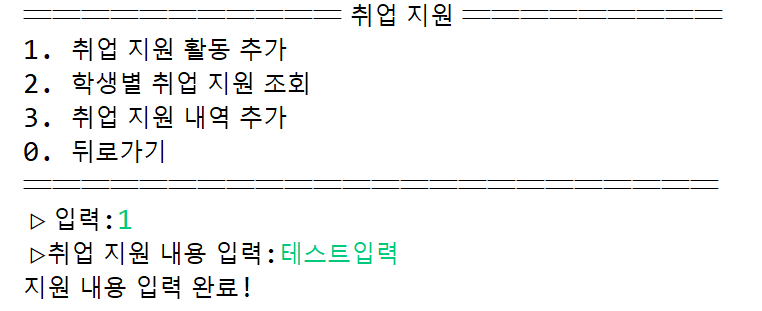 ═══════════ 취업 지원 ═════════
1. 취업 지원 활동 추가
2. 학생별 취업 지원 조회
3. 취업 지원 내역 추가
0. 뒤로가기
════════════════════════
▷ 입력:1
▷취업 지원 내용 입력:테스트입력
지원 내용 입력 완료!